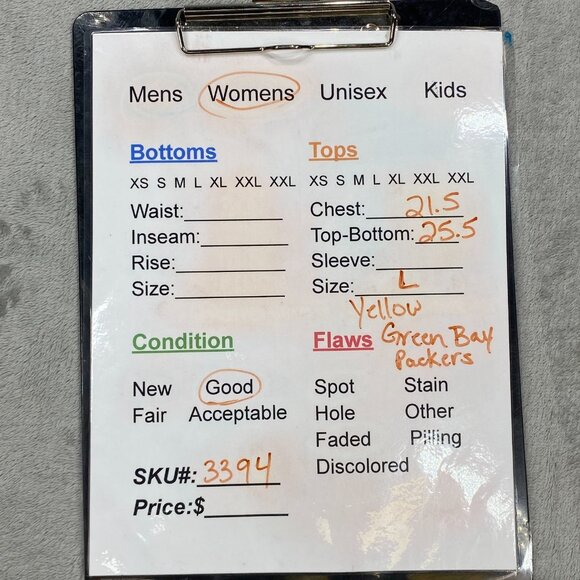 Mens Womens Unisex Kids
Bottoms Tops
XS S M L XL XXL XXL XS S M L XL XXL XXL
Waist: Chest: 21.5
Inseam: Top-Bottom: 25.5
Rise: Sleeve:
Size: Size: L
Yellow
Condition Flaws Green Bay
Packers
New Good Spot Stain
Fair Acceptable Hole Other
Faded Pilling
SKU#: 3394 Discolored
Price:$